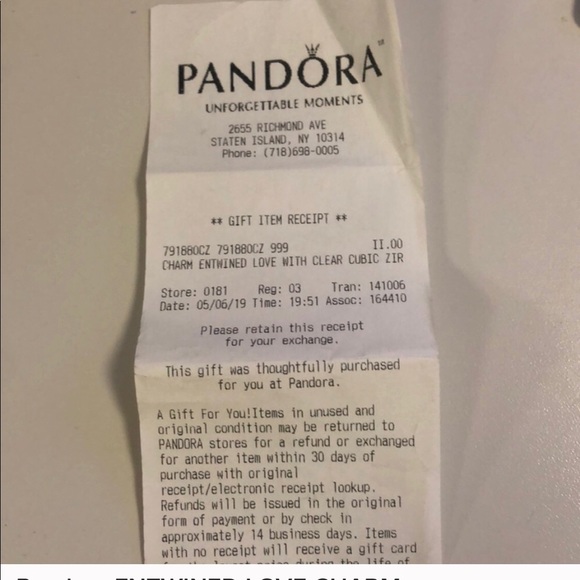 PANDORA
UNFORGETTABLE MOMENTS
2655 RICHMOND AVE
STATEN ISLAND, NY 10314
Phone: (718)698-0005
** GIFT ITEM RECEIPT **
791880CZ 791880CZ 999 II.00
CHARM ENTWINED LOVE WITH CLEAR CUBIC ZIR
Store: 0181 Reg: 03 Tran: 141006
Date: 05/06/19 Time: 19:51 Assoc: 164410
Please retain this receipt
for your exchange.
This gift was thoughtfully purchased
for you at Pandora.
A Gift For You!Items in unused and
original condition may be returned to
PANDORA stores for a refund or exchanged
for another item within 30 days of
purchase with original
receipt/electronic receipt lookup.
Refunds will be issued in the original
form of payment or by check in
approximately 14 business days. Items
with no receipt will receive a gift card